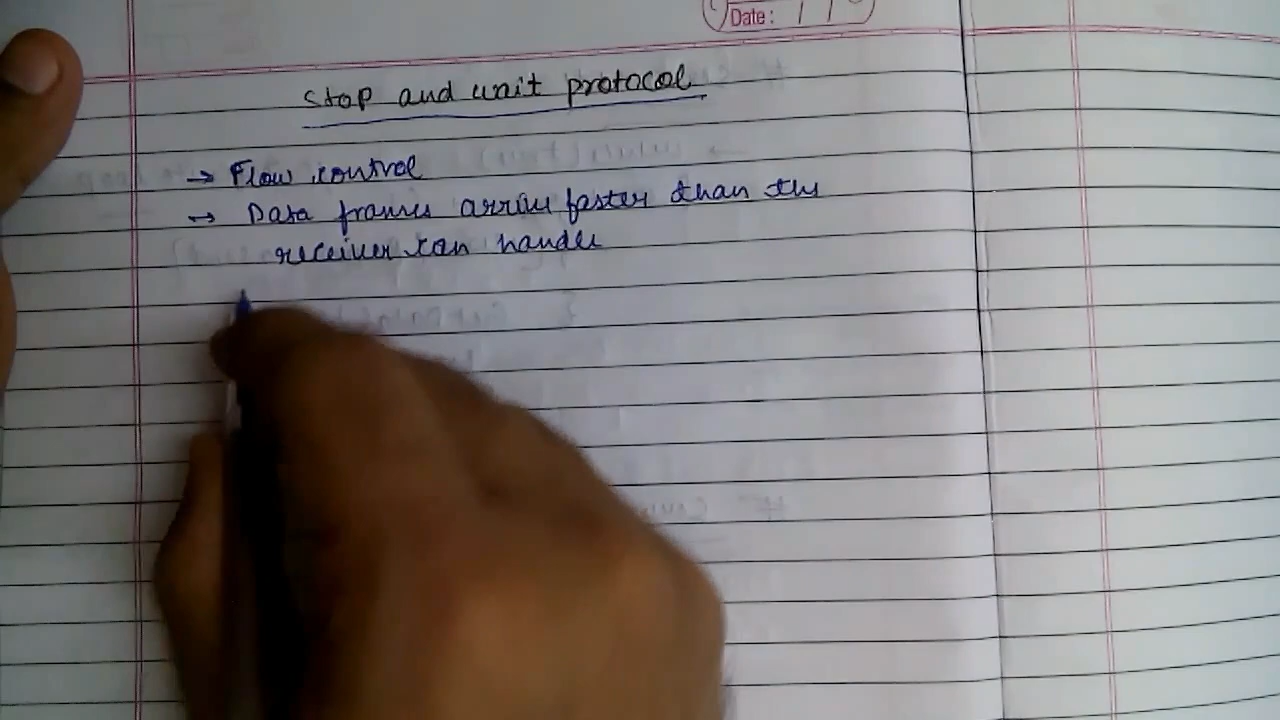 Date : / /
Stop and wait protocol
→ Flow control
→ Data frames arrive faster than the
receiver can handle